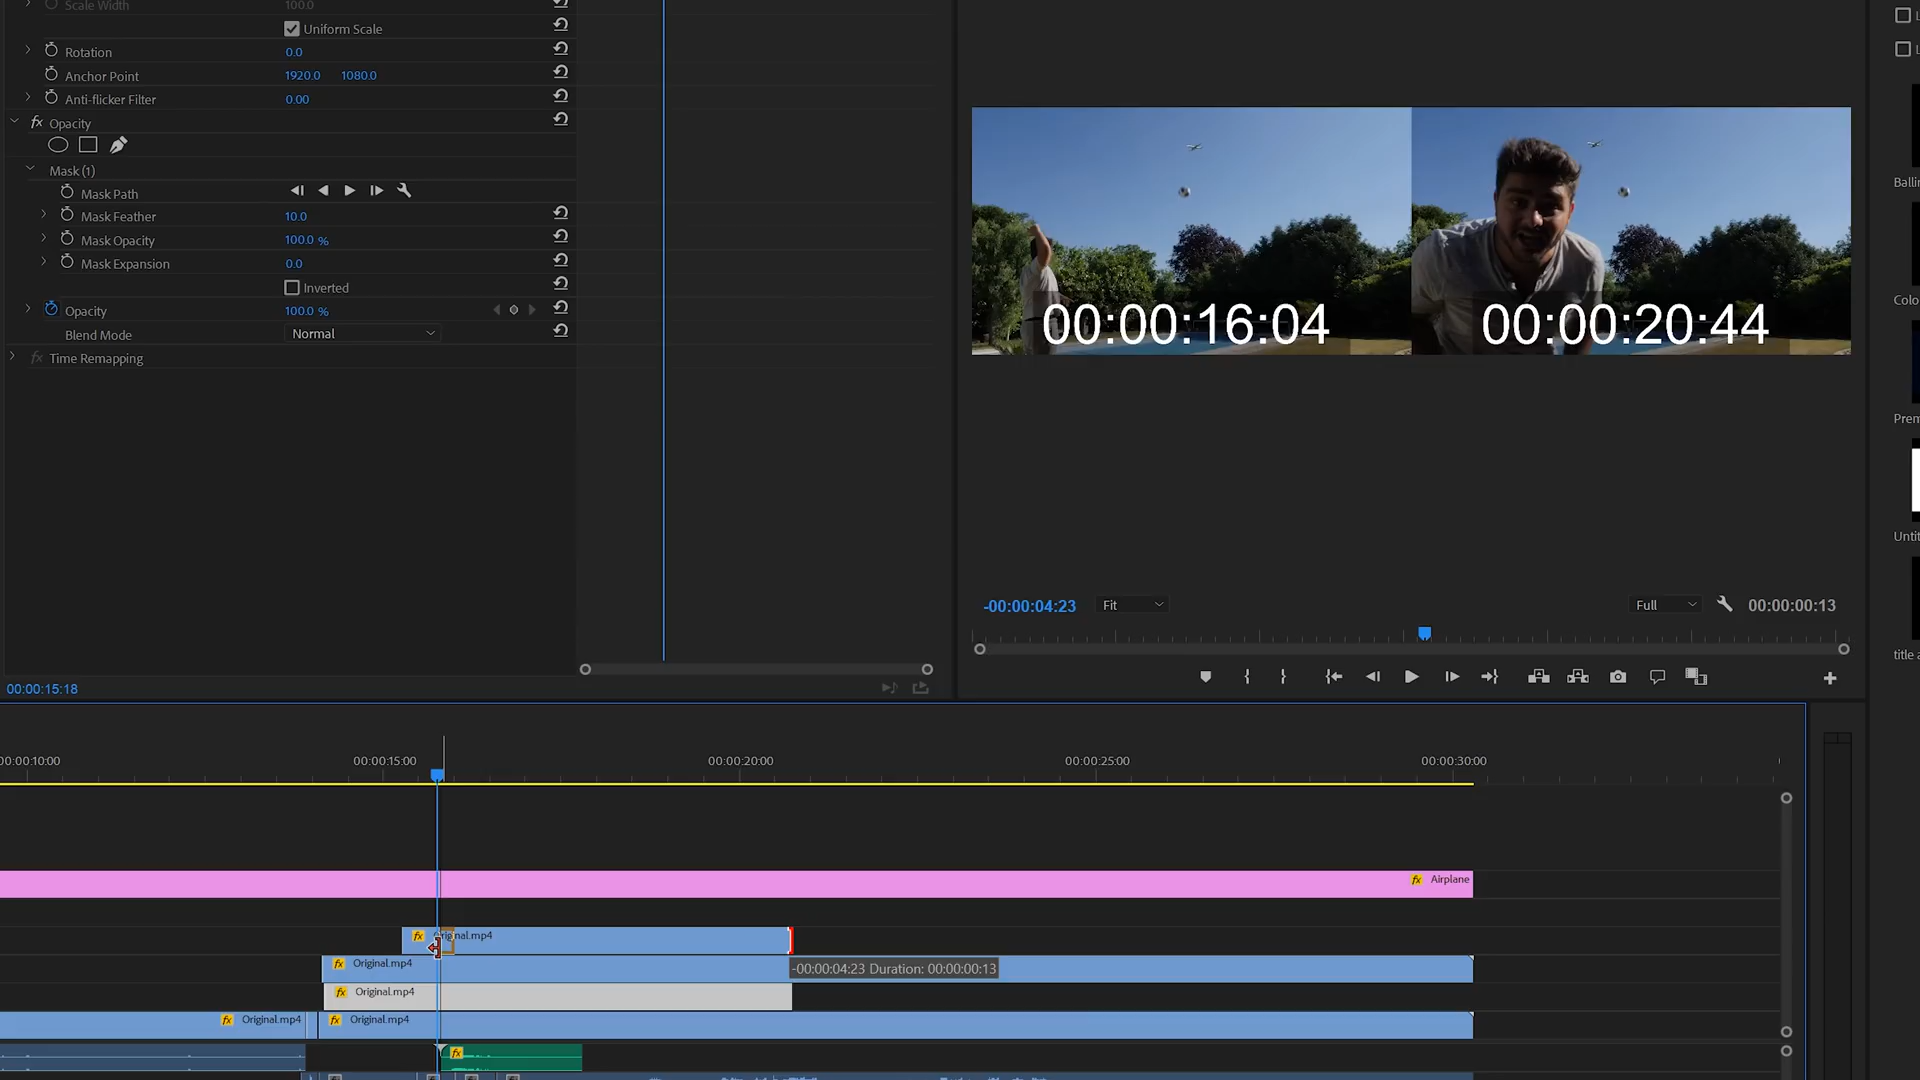 Scale Width 100.0
Uniform Scale
Rotation 0.0
Anchor Point 1920.0 1080.0
Anti-flicker Filter 0.00
fx Opacity
Mask (1)
Mask Path
Mask Feather 10.0
Mask Opacity 100.0 %
Mask Expansion 0.0
Inverted
Opacity 100.0 %
Blend Mode Normal
fx Time Remapping
00:00:15:18
00:00:16:04 00:00:20:44
-00:00:04:23 Fit Full 00:00:00:13
Colo
Prem
Untit
title a
00:00:10:00 00:00:15:00 00:00:20:00 00:00:25:00 00:00:30:00
fx Airplane
fx Original.mp4
fx Original.mp4
-00:00:04:23 Duration: 00:00:00:13
fx Original.mp4
fx Original.mp4 fx Original.mp4
fx